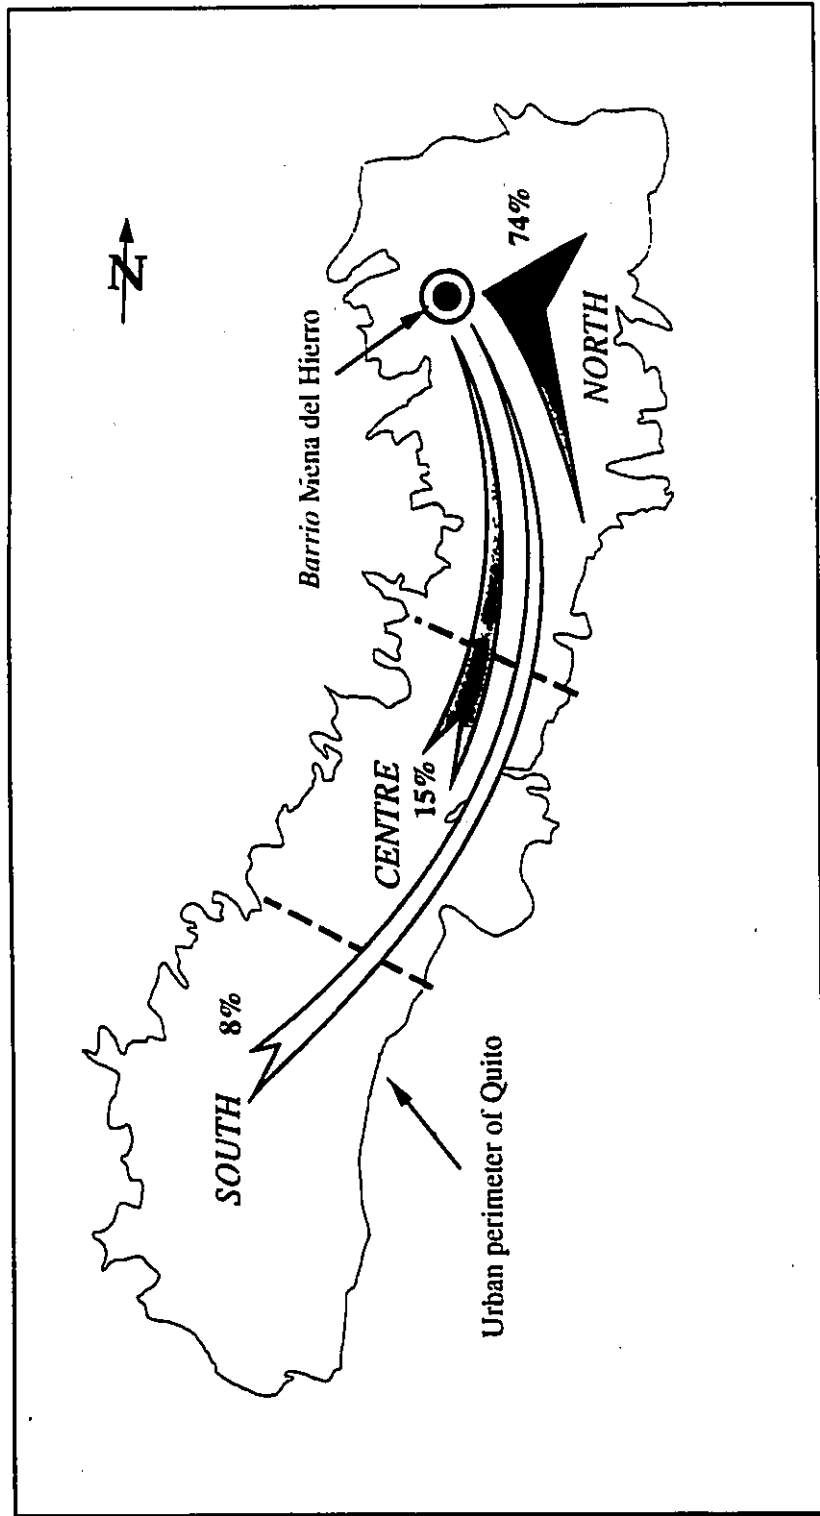 N
Barrio Mena del Hierro
74%
NORTH
CENTRE
15%
8%
SOUTH
Urban perimeter of Quito